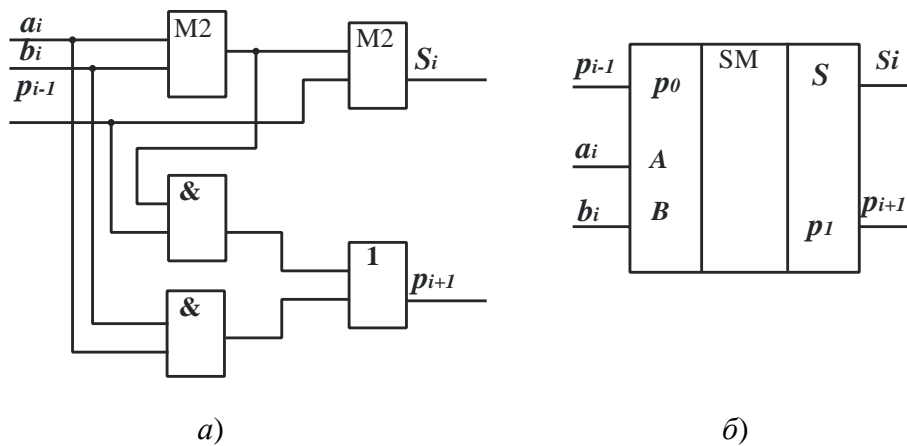 aᵢ
bᵢ
pᵢ₋₁
M2
M2
Sᵢ
&
&
1
pᵢ₊₁
а)
pᵢ₋₁
aᵢ
bᵢ
p₀
A
B
SM
S
p₁
Sᵢ
pᵢ₊₁
б)